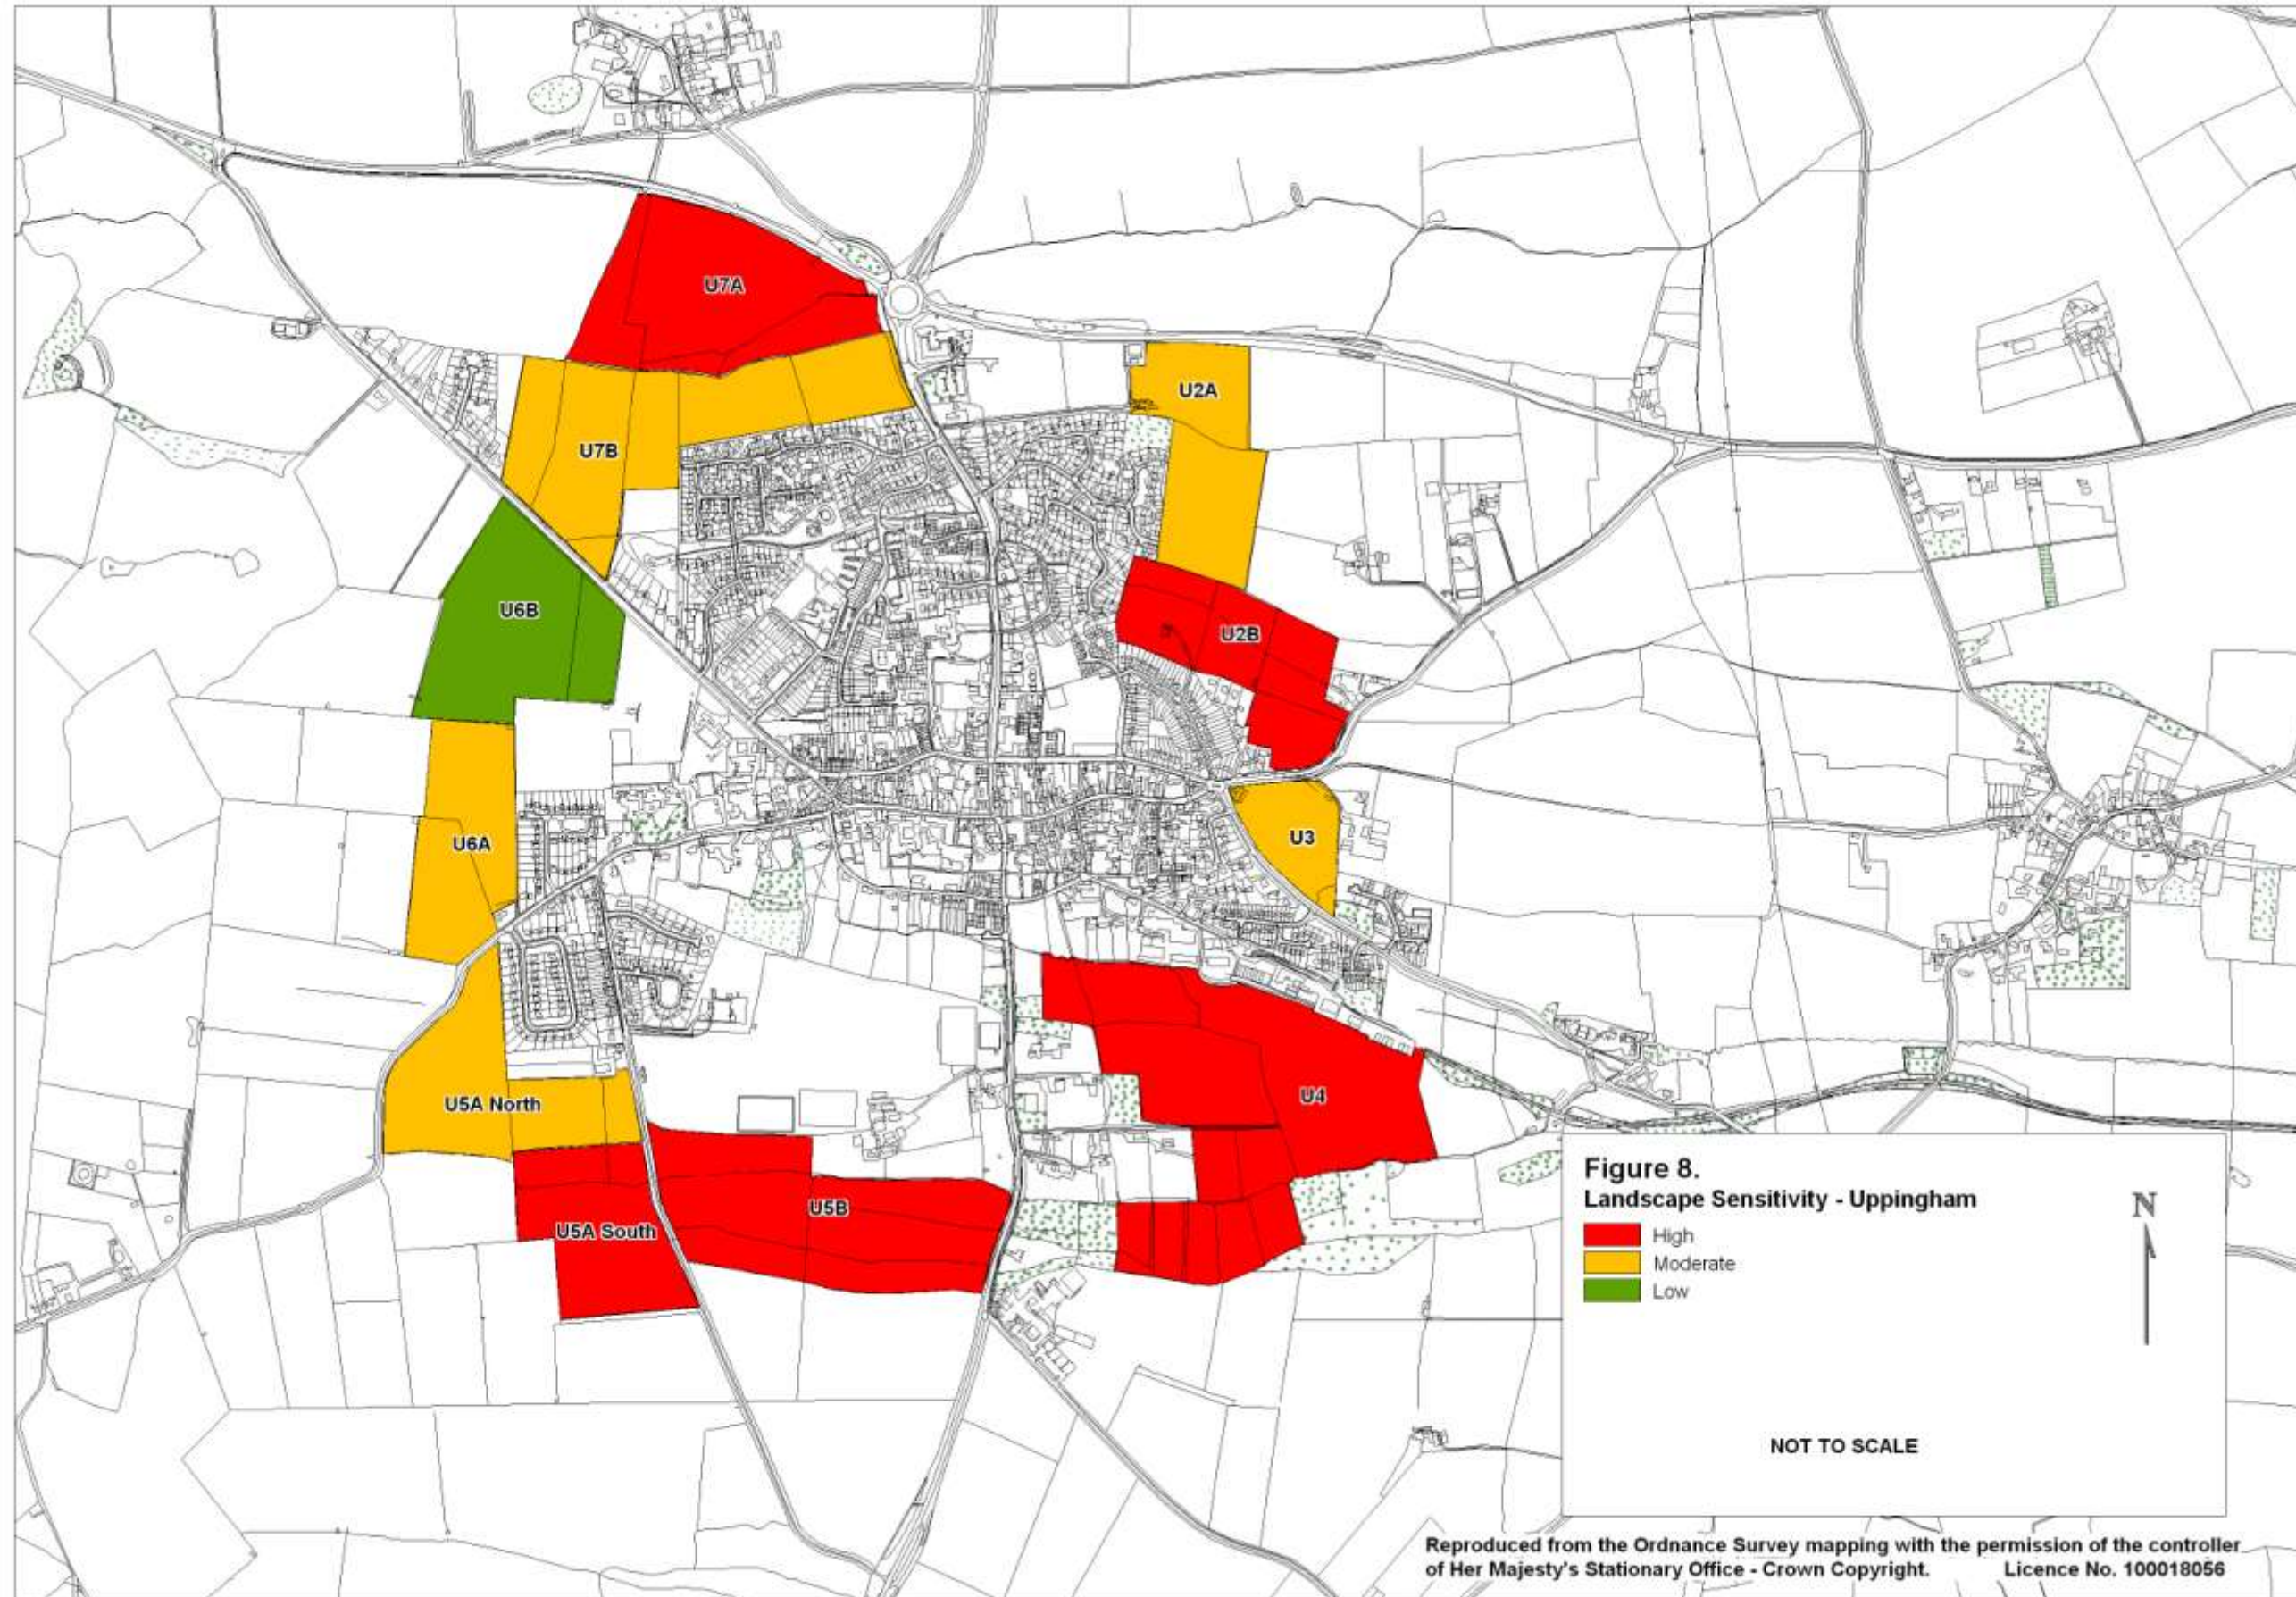 U7A
U2A
U7B
U6B
U2B
U3
U6A
U4
U5A North
U5B
U5A South
Figure 8.
Landscape Sensitivity - Uppingham
N
High
Moderate
Low
NOT TO SCALE
Reproduced from the Ordnance Survey mapping with the permission of the controller
of Her Majesty's Stationary Office - Crown Copyright. Licence No. 100018056